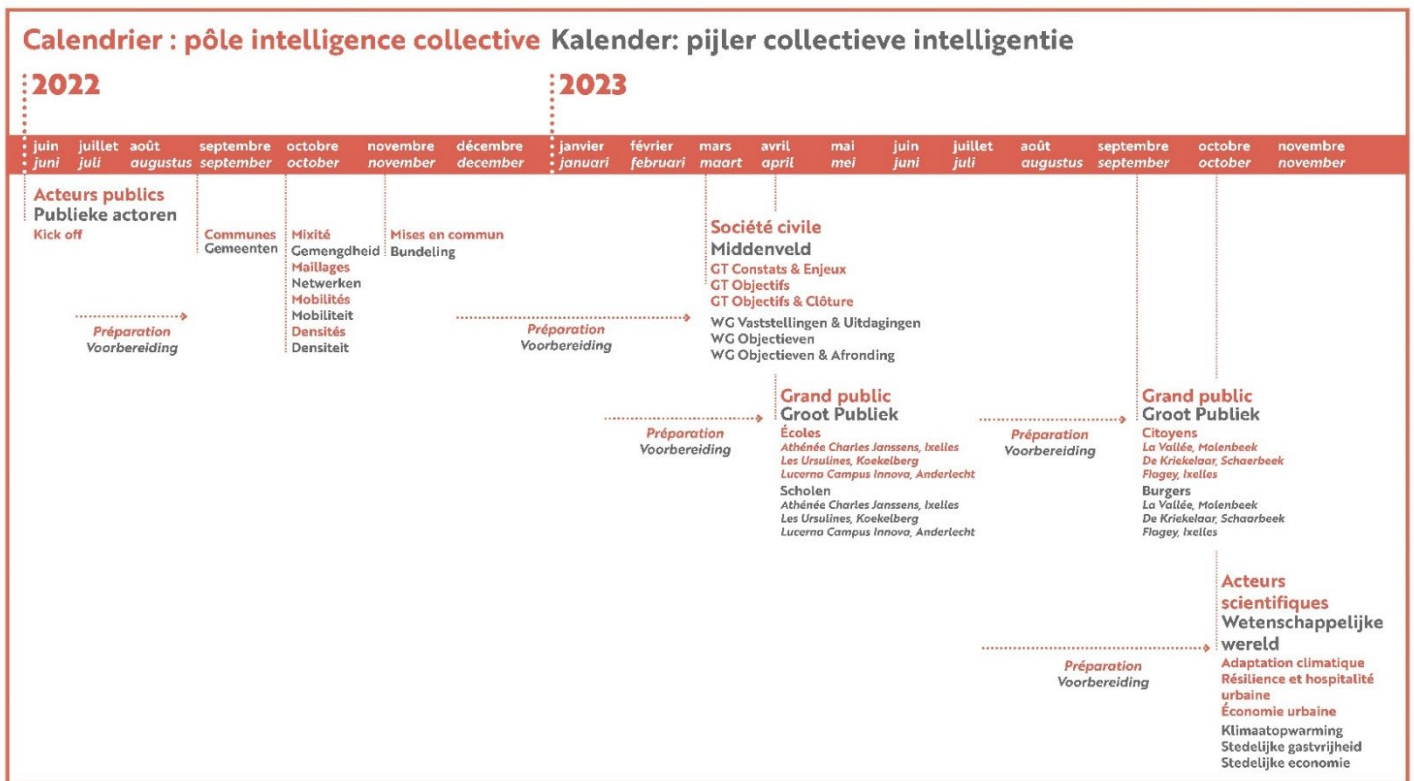 Calendrier : pôle intelligence collective Kalender: pijler collectieve intelligentie
2022 2023
juin juillet août septembre octobre novembre décembre janvier février mars avril mai juin juillet août septembre octobre novembre
juni juli augustus september october november december januari februari maart april mei juni juli augustus september october november
Acteurs publics
Publieke actoren
Kick off
Préparation
Voorbereiding
Communes
Gemeenten
Mixité
Gemengdheid
Maillages
Netwerken
Mobilités
Mobiliteit
Densités
Densiteit
Mises en commun
Bundeling
Préparation
Voorbereiding
Société civile
Middenveld
GT Constats & Enjeux
GT Objectifs
GT Objectifs & Clôture
WG Vaststellingen & Uitdagingen
WG Objectieven
WG Objectieven & Afronding
Préparation
Voorbereiding
Grand public
Groot Publiek
Écoles
Athénée Charles Janssens, Ixelles
Les Ursulines, Koekelberg
Lucerna Campus Innova, Anderlecht
Scholen
Athénée Charles Janssens, Ixelles
Les Ursulines, Koekelberg
Lucerna Campus Innova, Anderlecht
Préparation
Voorbereiding
Grand public
Groot Publiek
Citoyens
La Vallée, Molenbeek
De Kriekelaar, Schaerbeek
Flagey, Ixelles
Burgers
La Vallée, Molenbeek
De Kriekelaar, Schaarbeek
Flagey, Ixelles
Préparation
Voorbereiding
Acteurs
scientifiques
Wetenschappelijke
wereld
Adaptation climatique
Résilience et hospitalité
urbaine
Économie urbaine
Klimaatopwarming
Stedelijke gastvrijheid
Stedelijke economie